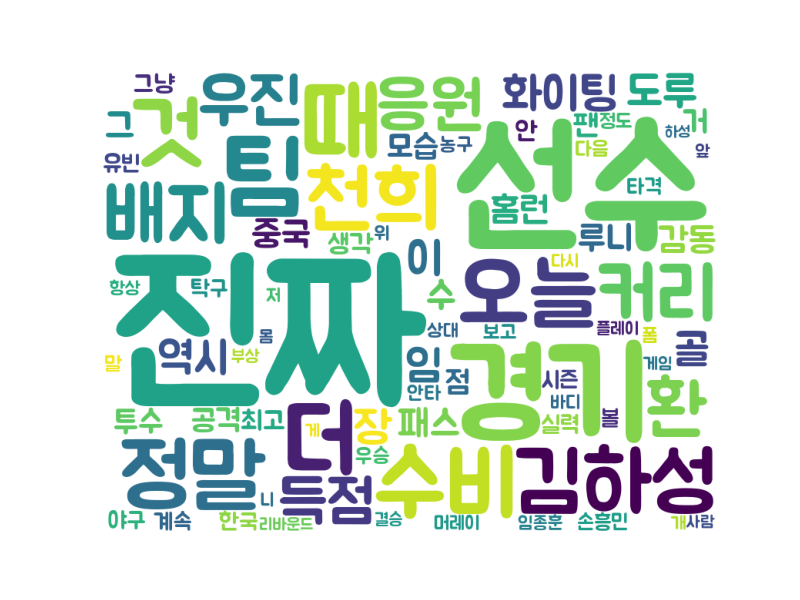 그냥
그
것
우진
때
응원
화이팅
도루
유빈
팀
모습
농구
안
팬
정도
거
하성
앞
다음
배지
천희
선수
홈런
타격
중국
생각
위
이
루니
감동
항상
탁구
저
수
오늘
다시
커리
진짜
상대
보고
플레이
폼
말
역시
부상
몸
임
점
경기
게임
골
안타
시즌
바디
환
투수
공격
최고
더
게
장
패스
실력
볼
정말
니
득점
우승
수비
김하성
야구
계속
한국
리바운드
결승
머레이
임종훈
손흥민
개
사람